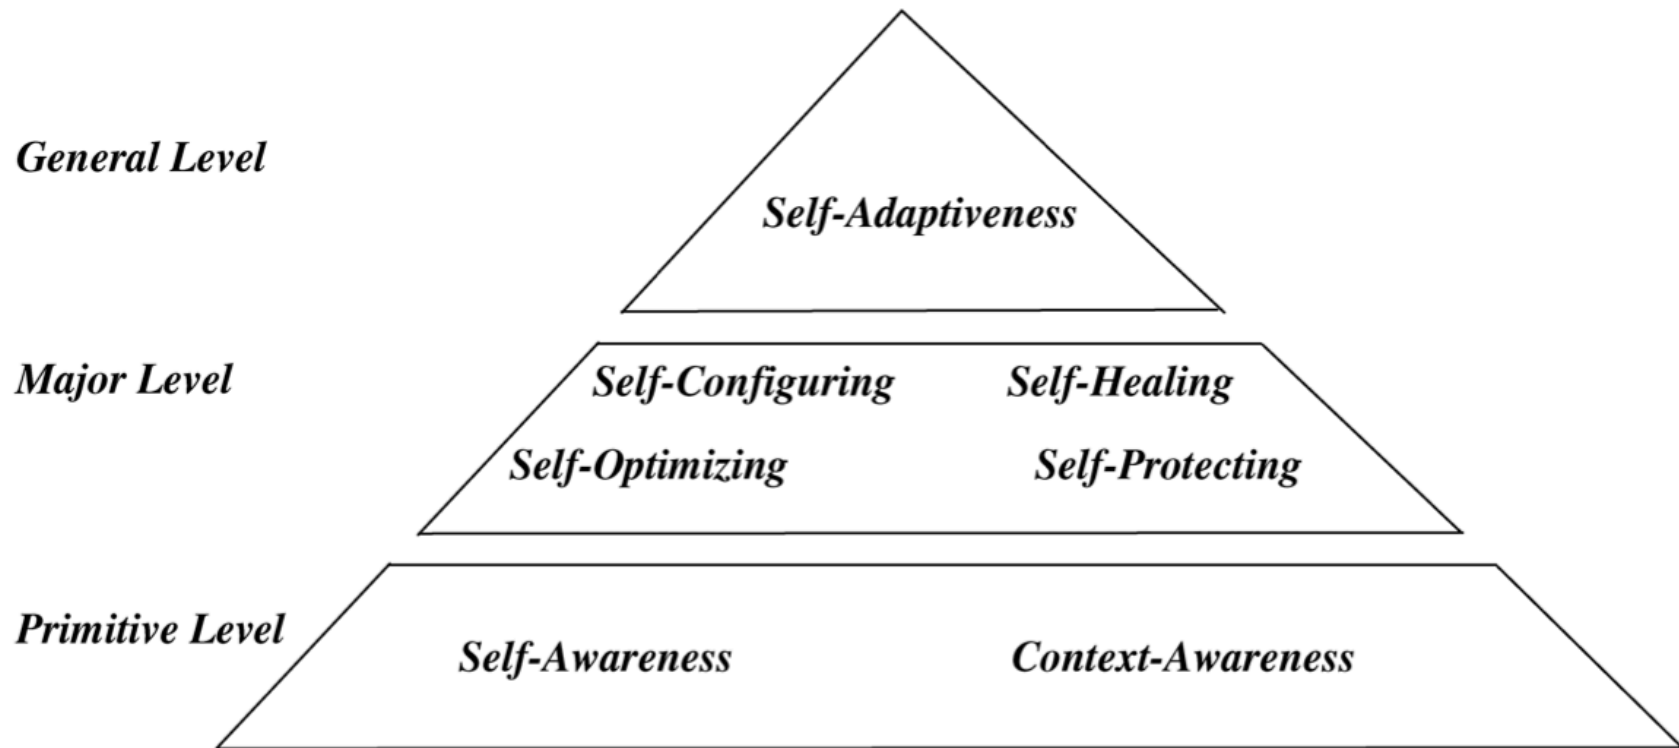 General Level
Self-Adaptiveness
Major Level
Self-Configuring Self-Healing
Self-Optimizing Self-Protecting
Primitive Level
Self-Awareness Context-Awareness